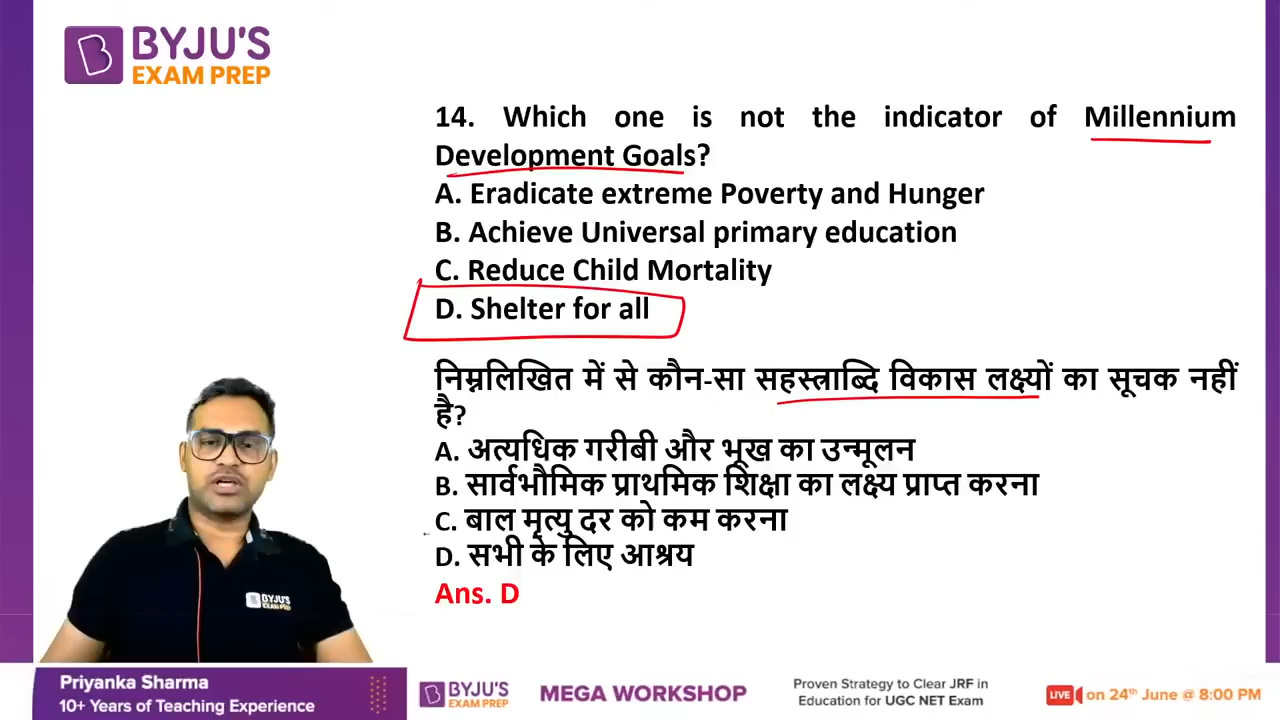 BYJU'S
EXAM PREP
14. Which one is not the indicator of Millennium
Development Goals?
A. Eradicate extreme Poverty and Hunger
B. Achieve Universal primary education
C. Reduce Child Mortality
D. Shelter for all
निम्नलिखित में से कौन-सा सहस्त्राब्दि विकास लक्ष्यों का सूचक नहीं
है?
A. अत्यधिक गरीबी और भूख का उन्मूलन
B. सार्वभौमिक प्राथमिक शिक्षा का लक्ष्य प्राप्त करना
C. बाल मृत्यु दर को कम करना
D. सभी के लिए आश्रय
Ans. D
BYJU'S
EXAM PREP
Priyanka Sharma
10+ Years of Teaching Experience
BYJU'S
EXAM PREP
MEGA WORKSHOP
Proven Strategy to Clear JRF in
Education for UGC NET Exam
LIVE on 24th June @ 8:00 PM